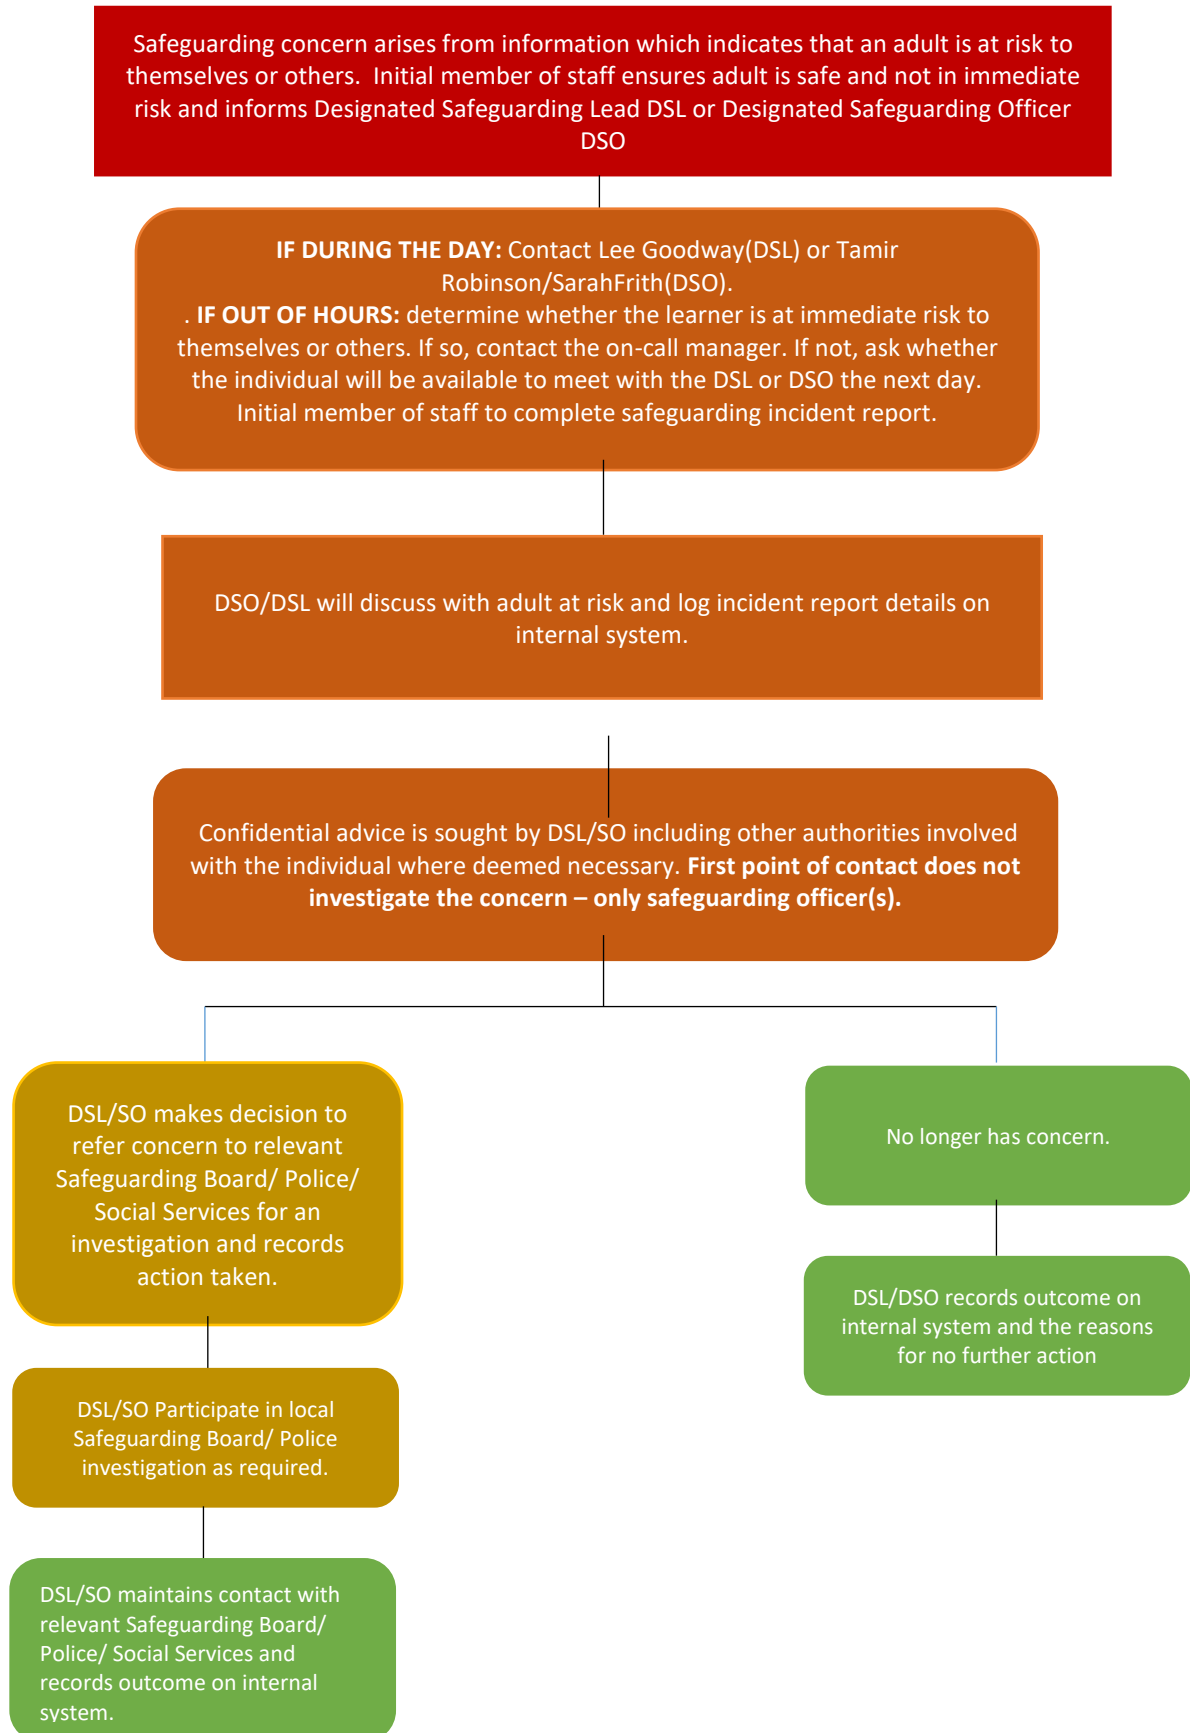 Safeguarding concern arises from information which indicates that an adult is at risk to
themselves or others. Initial member of staff ensures adult is safe and not in immediate
risk and informs Designated Safeguarding Lead DSL or Designated Safeguarding Officer
DSO
IF DURING THE DAY: Contact Lee Goodway(DSL) or Tamir
Robinson/SarahFrith(DSO).
. IF OUT OF HOURS: determine whether the learner is at immediate risk to
themselves or others. If so, contact the on-call manager. If not, ask whether
the individual will be available to meet with the DSL or DSO the next day.
Initial member of staff to complete safeguarding incident report.
DSO/DSL will discuss with adult at risk and log incident report details on
internal system.
Confidential advice is sought by DSL/SO including other authorities involved
with the individual where deemed necessary. First point of contact does not
investigate the concern – only safeguarding officer(s).
DSL/SO makes decision to
refer concern to relevant
Safeguarding Board/ Police/
Social Services for an
investigation and records
action taken.
DSL/SO Participate in local
Safeguarding Board/ Police
investigation as required.
DSL/SO maintains contact with
relevant Safeguarding Board/
Police/ Social Services and
records outcome on internal
system.
No longer has concern.
DSL/DSO records outcome on
internal system and the reasons
for no further action